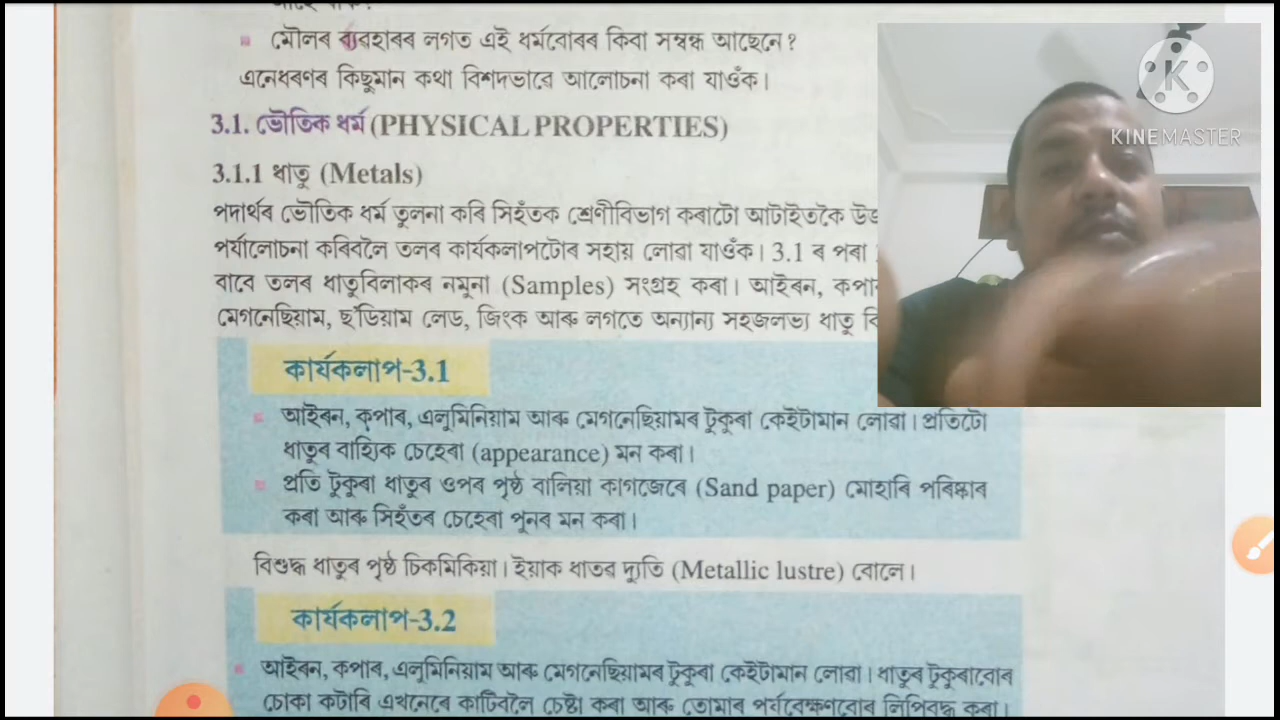 মৌলৰ ব্যৱহাৰৰ লগত এই ধৰ্মবোৰৰ কিবা সম্বন্ধ আছেনে?
এনেধৰণৰ কিছুমান কথা বিশদভাৱে আলোচনা কৰা যাওঁক।
3.1. ভৌতিক ধৰ্ম (PHYSICAL PROPERTIES)
3.1.1 ধাতু (Metals)
পদাৰ্থৰ ভৌতিক ধৰ্ম তুলনা কৰি সিহঁতক শ্ৰেণীবিভাগ কৰাটো আটাইতকৈ
পৰ্যালোচনা কৰিবলৈ তলৰ কাৰ্যকলাপটোৰ সহায় লোৱা যাওঁক। 3.1 ৰ পৰা
বাবে তলৰ ধাতুবিলাকৰ নমুনা (Samples) সংগ্ৰহ কৰা। আইৰন,
মেগনেছিয়াম, ছ'ডিয়াম লেড, জিংক আৰু লগতে অন্যান্য সহজলভ্য ধাতু
কাৰ্যকলাপ-3.1
আইৰন, কপাৰ, এলুমিনিয়াম আৰু মেগনেছিয়ামৰ টুকুৰা কেইটামান লোৱা। প্ৰতিটো
ধাতুৰ বাহ্যিক চেহেৰা (appearance) মন কৰা।
প্ৰতি টুকুৰা ধাতুৰ ওপৰ পৃষ্ঠ বালিয়া কাগজেৰে (Sand paper) মোহাৰি পৰিষ্কাৰ
কৰা আৰু সিহঁতৰ চেহেৰা পুনৰ মন কৰা।
বিশুদ্ধ ধাতুৰ পৃষ্ঠ চিকমিকিয়া। ইয়াক ধাতৱ দ্যুতি (Metallic lustre) বোলে।
কাৰ্যকলাপ-3.2
আইৰন, কপাৰ, এলুমিনিয়াম আৰু মেগনেছিয়ামৰ টুকুৰা কেইটামান লোৱা। ধাতুৰ টুকুৰাবোৰ
চোকা কটাৰি এখনেৰে কাটিবলৈ চেষ্টা কৰা আৰু তোমাৰ পৰ্যবেক্ষণবোৰ লিপিবদ্ধ কৰা।
KINEMASTER